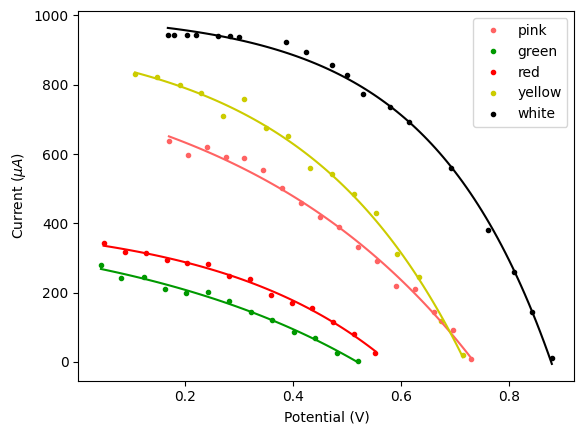 1000
800
600
400
200
0
Current (μA)
0.2
0.4
0.6
0.8
Potential (V)
pink
green
red
yellow
white